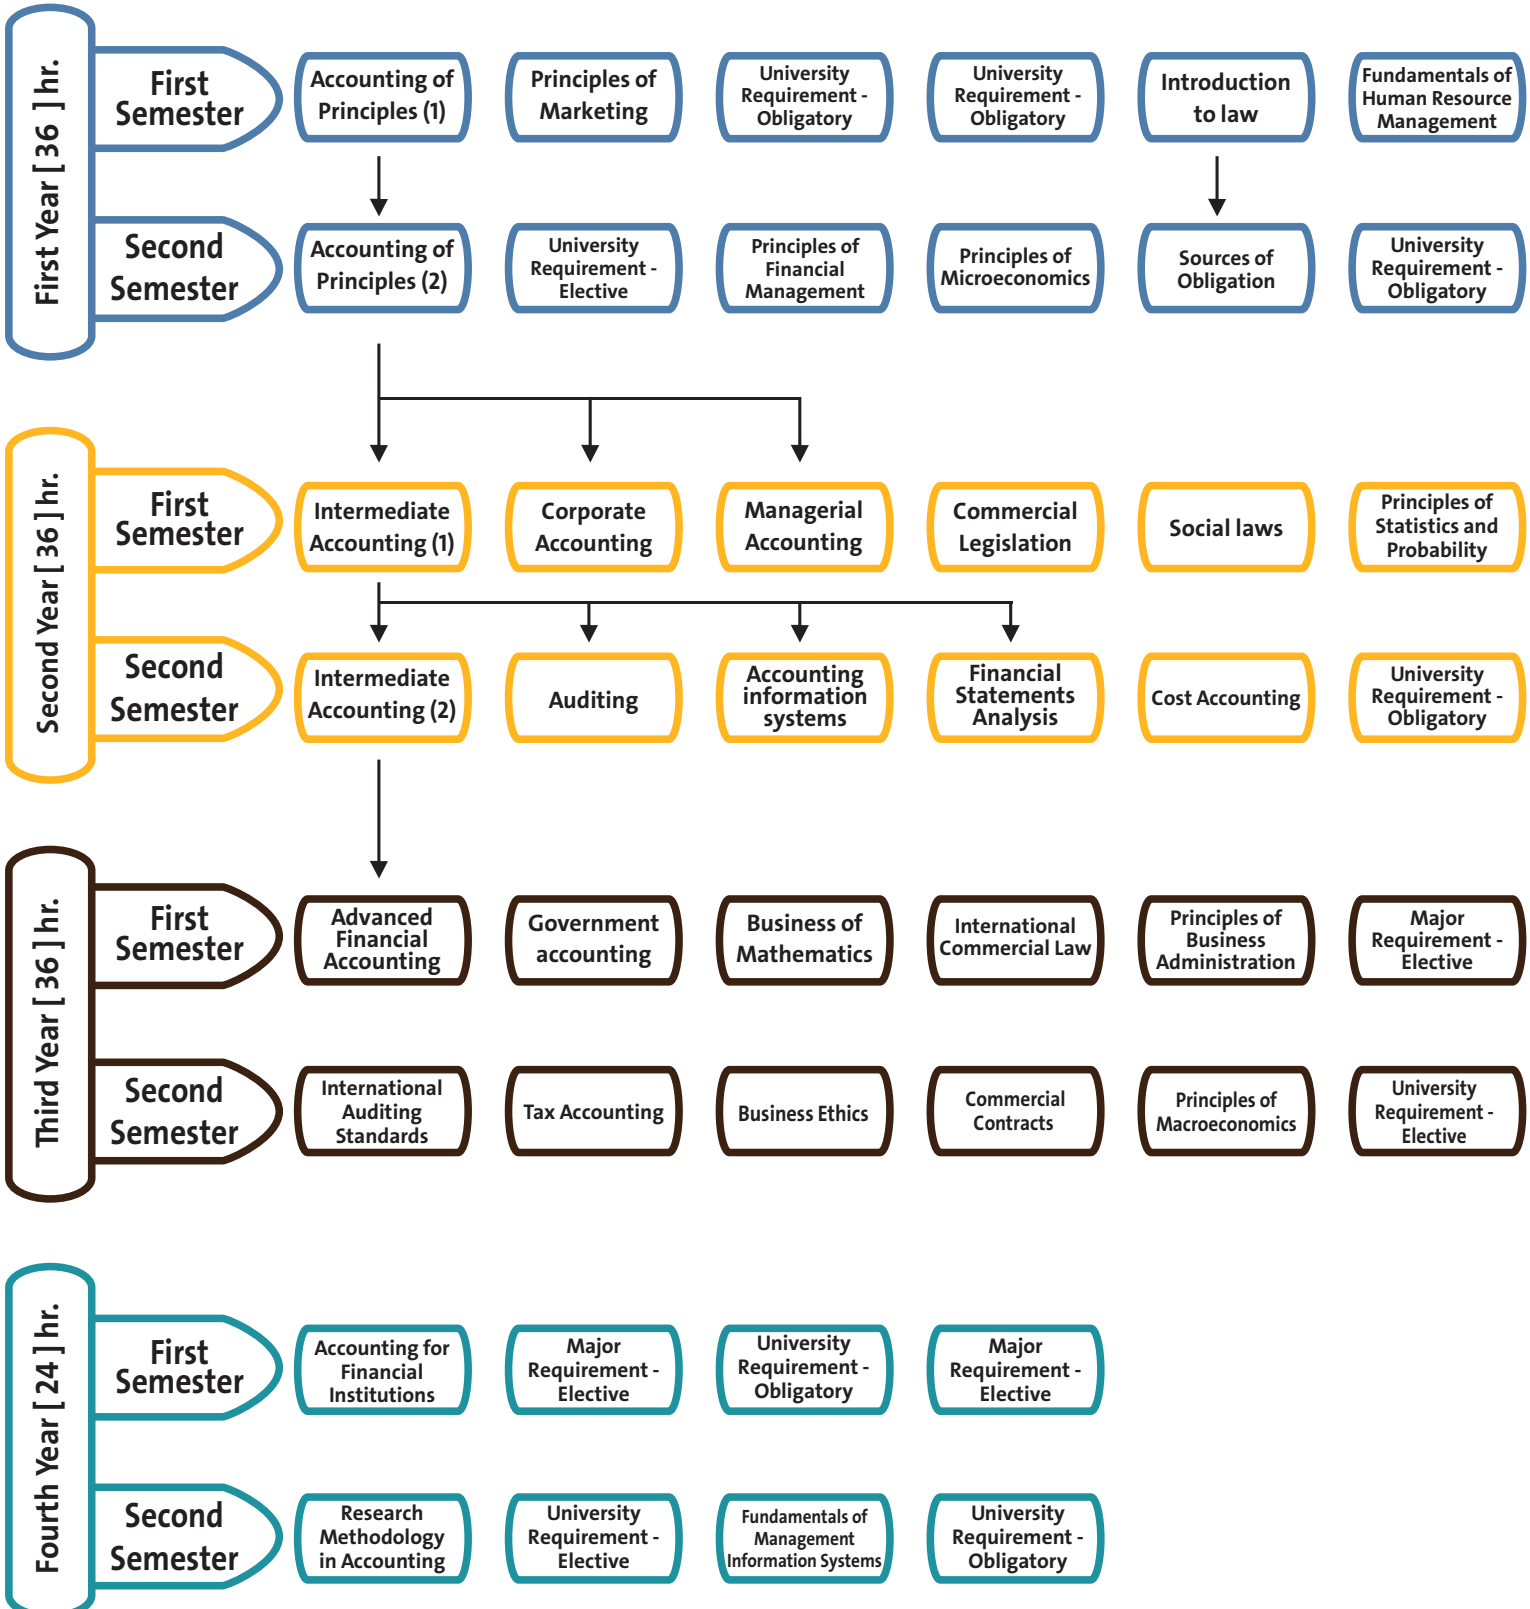 First Year [ 36 ] hr.
First
Semester
Accounting of
Principles (1)
Principles of
Marketing
University
Requirement -
Obligatory
University
Requirement -
Obligatory
Introduction
to law
Fundamentals of
Human Resource
Management
Second
Semester
Accounting of
Principles (2)
University
Requirement -
Elective
Principles of
Financial
Management
Principles of
Microeconomics
Sources of
Obligation
University
Requirement -
Obligatory
Second Year [ 36 ] hr.
First
Semester
Intermediate
Accounting (1)
Corporate
Accounting
Managerial
Accounting
Commercial
Legislation
Social laws
Principles of
Statistics and
Probability
Second
Semester
Intermediate
Accounting (2)
Auditing
Accounting
information
systems
Financial
Statements
Analysis
Cost Accounting
University
Requirement -
Obligatory
Third Year [ 36 ] hr.
First
Semester
Advanced
Financial
Accounting
Government
accounting
Business of
Mathematics
International
Commercial Law
Principles of
Business
Administration
Major
Requirement -
Elective
Second
Semester
International
Auditing
Standards
Tax Accounting
Business Ethics
Commercial
Contracts
Principles of
Macroeconomics
University
Requirement -
Elective
Fourth Year [ 24 ] hr.
First
Semester
Accounting for
Financial
Institutions
Major
Requirement -
Elective
University
Requirement -
Obligatory
Major
Requirement -
Elective
Second
Semester
Research
Methodology
in Accounting
University
Requirement -
Elective
Fundamentals of
Management
Information Systems
University
Requirement -
Obligatory